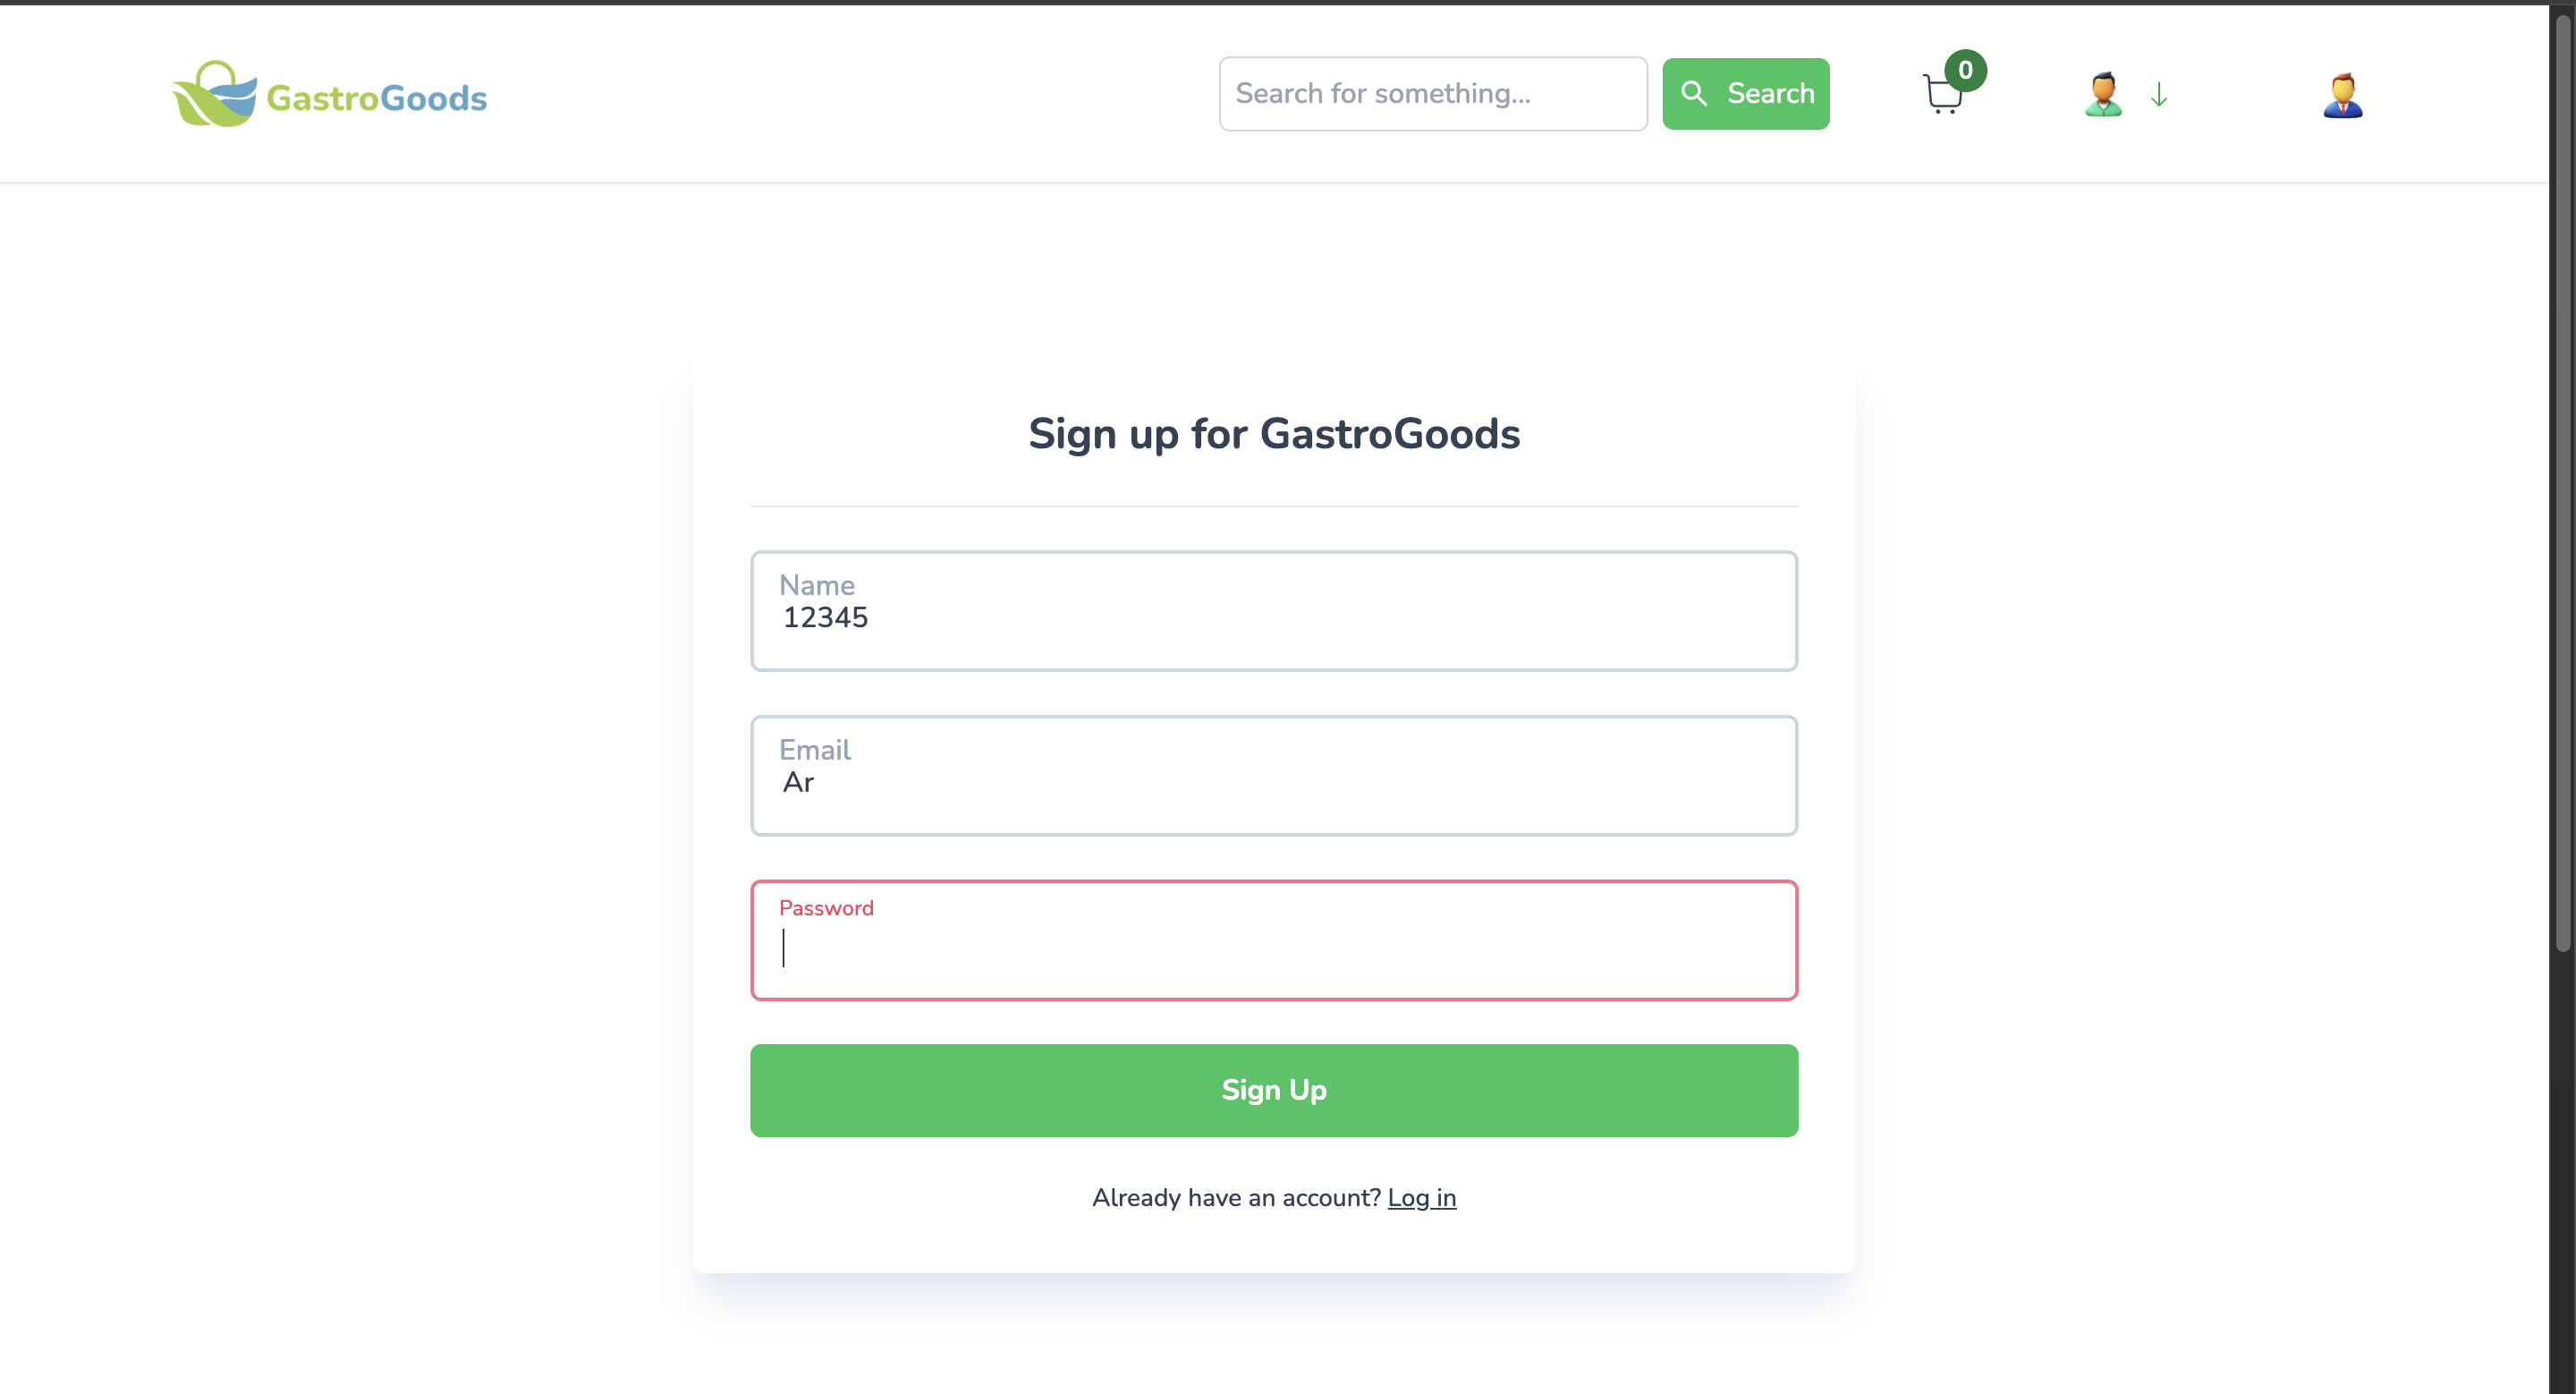 GastroGoods
Search for something...
Search
0
Sign up for GastroGoods
Name
12345
Email
Ar
Password
Sign Up
Already have an account? Log in